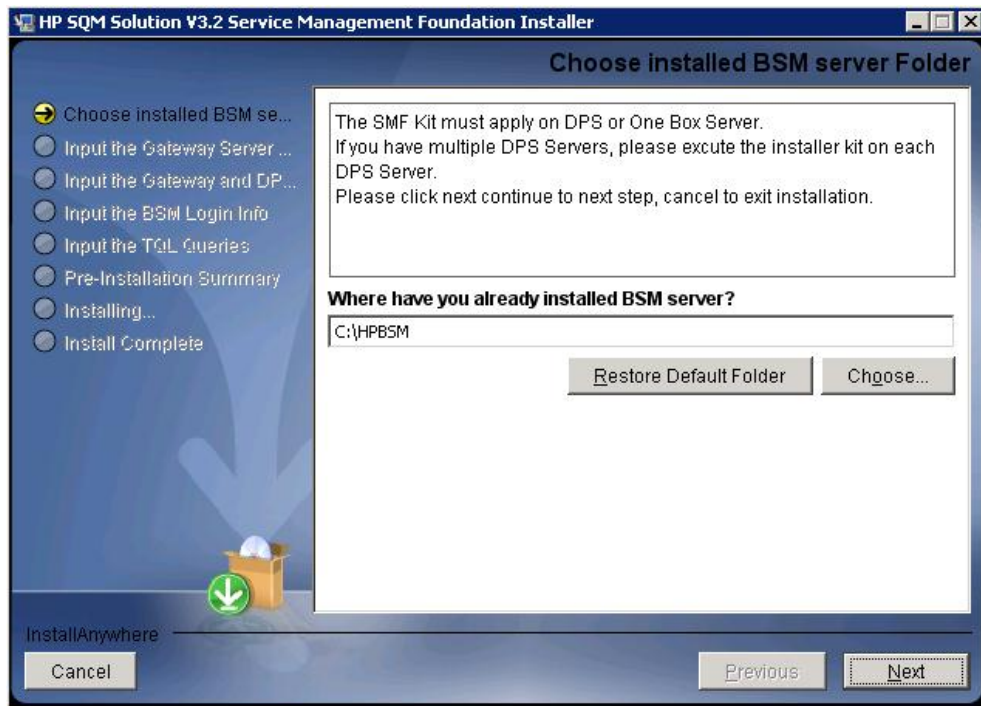 HP SQM Solution V3.2 Service Management Foundation Installer
Choose installed BSM server Folder
Choose installed BSM se...
Input the Gateway Server ...
Input the Gateway and DP...
Input the BSM Login Info
Input the TQL Queries
Pre-Installation Summary
Installing...
Install Complete
The SMF Kit must apply on DPS or One Box Server.
If you have multiple DPS Servers, please excute the installer kit on each
DPS Server.
Please click next continue to next step, cancel to exit installation.
Where have you already installed BSM server?
C:\HPBSM
Restore Default Folder
Choose...
InstallAnywhere
Cancel
Previous
Next